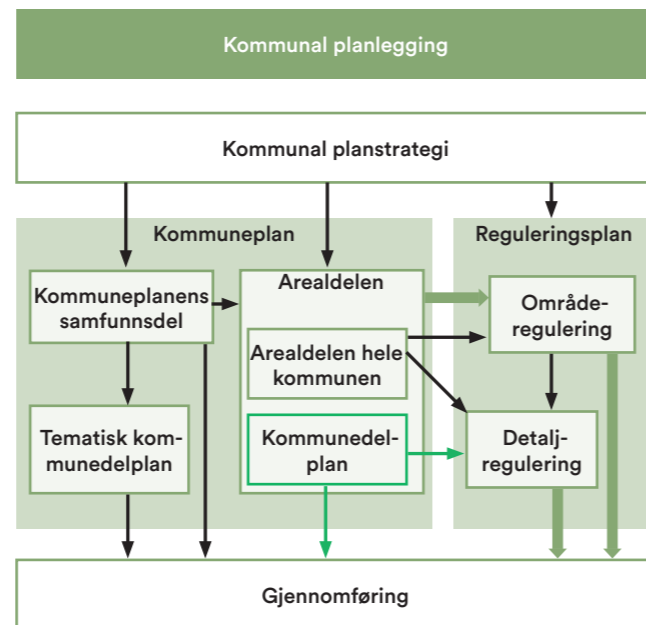 Kommunal planlegging
Kommunal planstrategi
Kommuneplan
Reguleringsplan
Kommuneplanens
samfunnsdel
Arealdelen
Område-
regulering
Arealdelen hele
kommunen
Tematisk kom-
munedelplan
Kommunedel-
plan
Detalj-
regulering
Gjennomføring